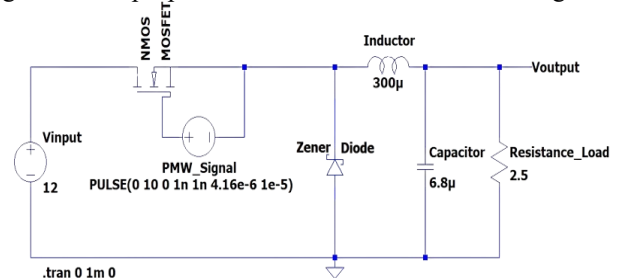 NMOS
MOSFET
Inductor
300µ
Voutput
Vinput
12
PMW_Signal
PULSE(0 10 0 1n 1n 4.16e-6 1e-5)
Zener Diode
Capacitor
6.8µ
Resistance_Load
2.5
.tran 0 1m 0